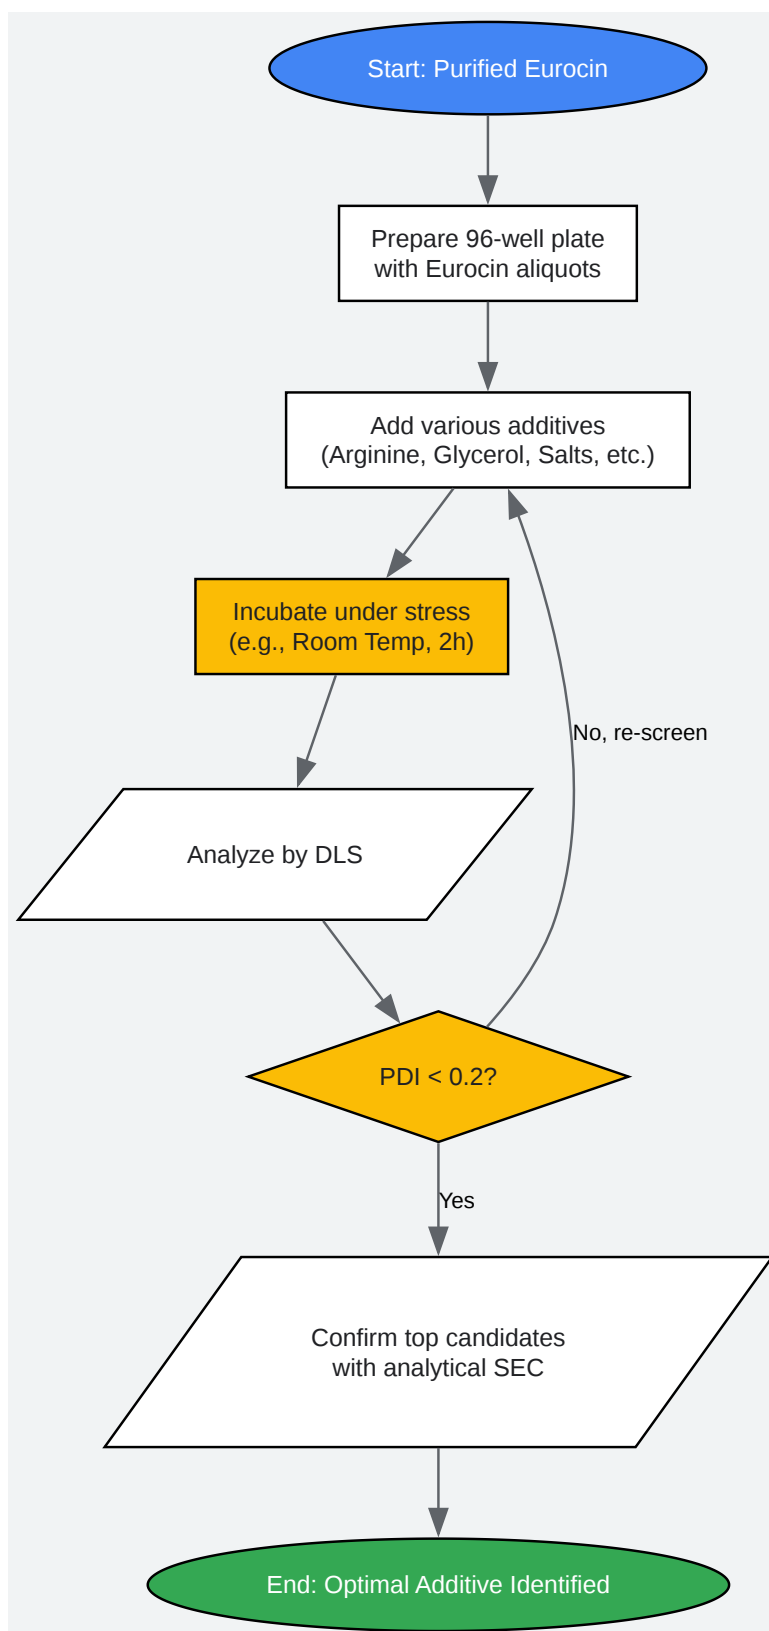 Start: Purified Eurocin
Prepare 96-well plate
with Eurocin aliquots
Add various additives
(Arginine, Glycerol, Salts, etc.)
Incubate under stress
(e.g., Room Temp, 2h)
No, re-screen
Analyze by DLS
PDI < 0.2?
Yes
Confirm top candidates
with analytical SEC
End: Optimal Additive Identified